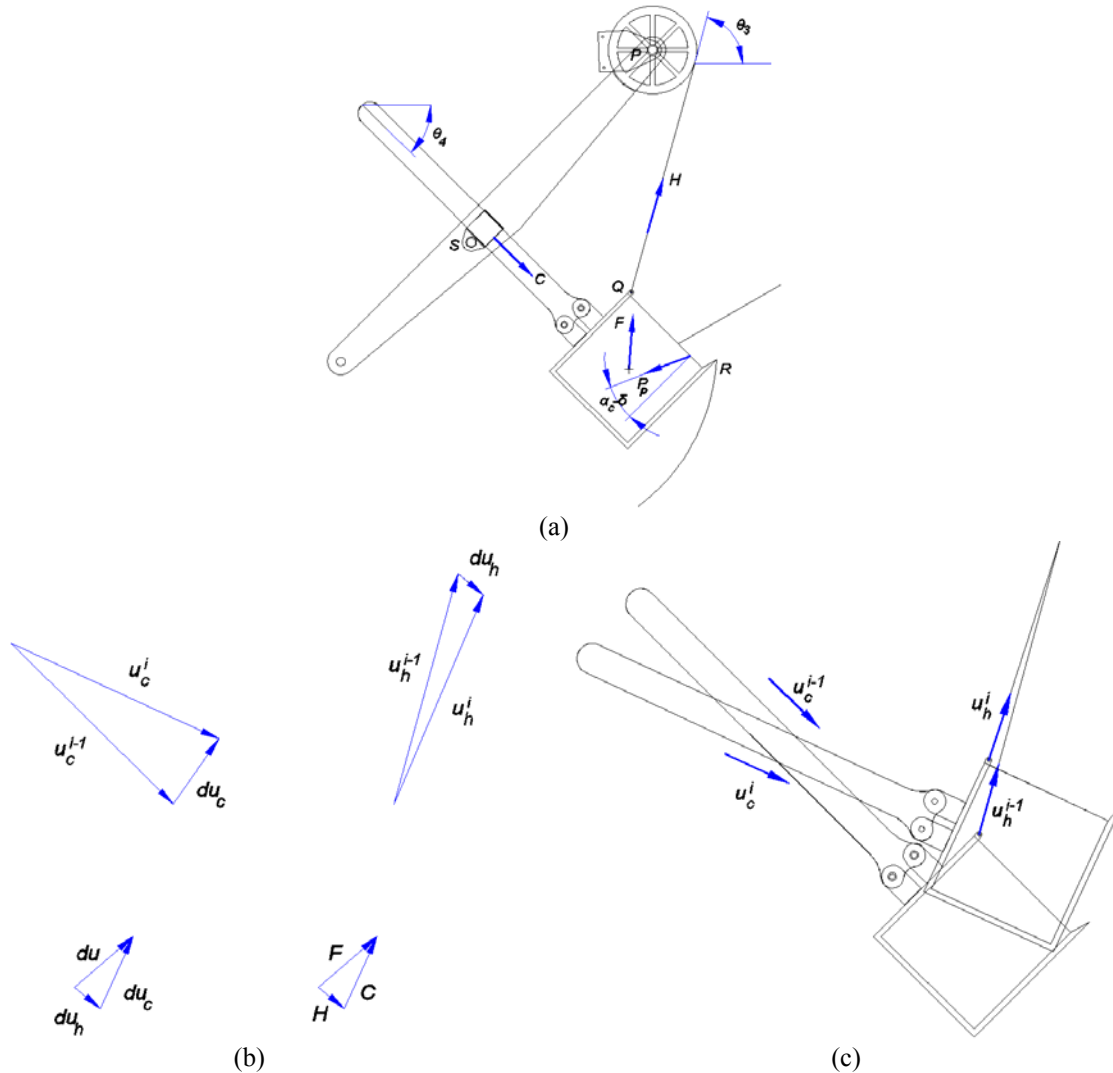 P
θ₃
θ₄
H
S
C
Q
F
R
Pₚ
α_c-δ
(a)
du_h
u_c^i
u_h^{i-1}
u_h^i
u_c^{i-1}
du_c
u_c^{i-1}
u_h^i
u_c^i
u_h^{i-1}
du
du_c
du_h
F
C
H
(b)
(c)